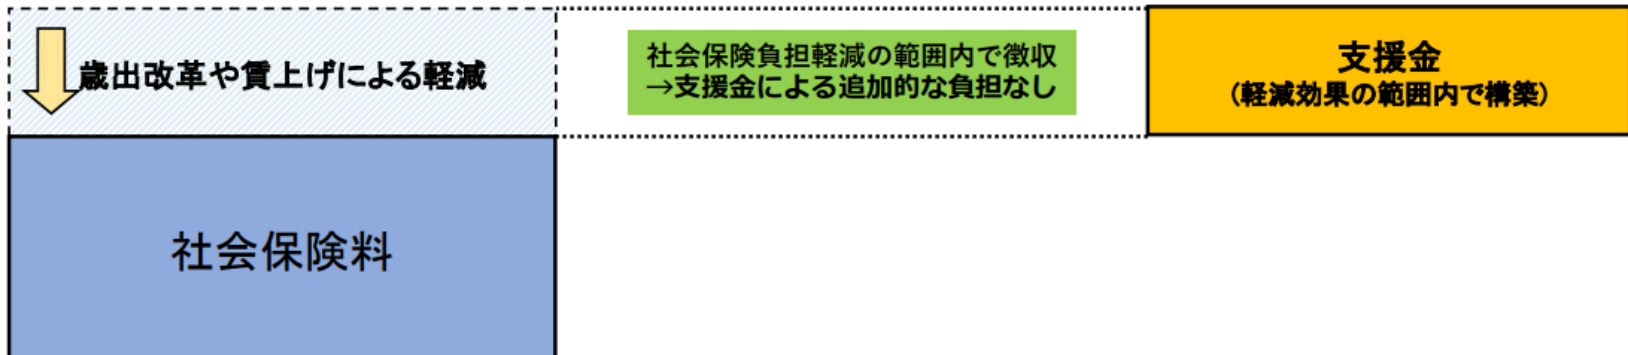 歳出改革や賃上げによる軽減
社会保険負担軽減の範囲内で徴収
→支援金による追加的な負担なし
支援金
（軽減効果の範囲内で構築）
社会保険料